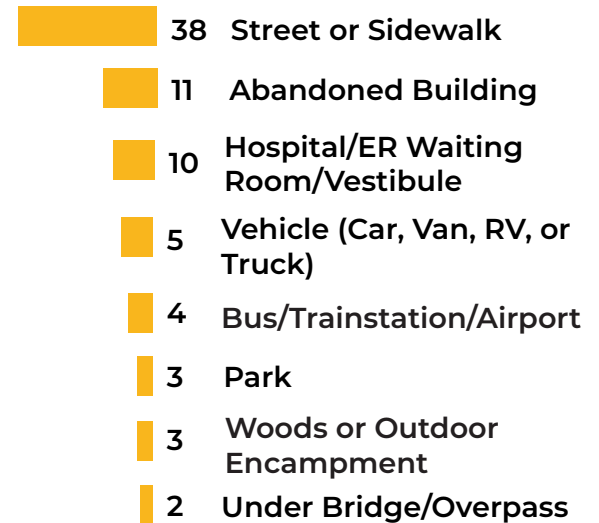 38 Street or Sidewalk
11 Abandoned Building
10 Hospital/ER Waiting
Room/Vestibule
5 Vehicle (Car, Van, RV, or
Truck)
4 Bus/Trainstation/Airport
3 Park
3 Woods or Outdoor
Encampment
2 Under Bridge/Overpass